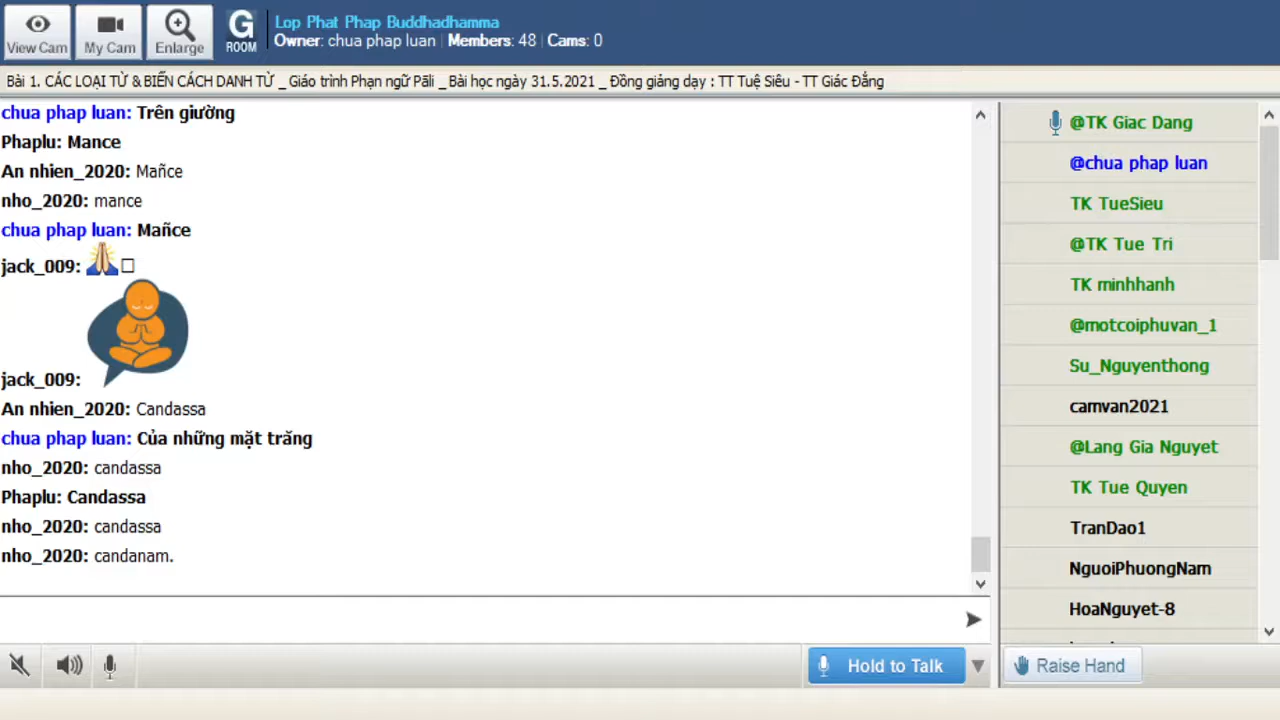 View Cam
My Cam
Enlarge
G
ROOM
Lop Phat Phap Buddhadhamma
Owner: chua phap luan | Members: 48 | Cams: 0
Bài 1. CÁC LOẠI TỪ & BIẾN CÁCH DANH TỪ _ Giáo trình Phạn ngữ Pāli _ Bài học ngày 31.5.2021 _ Đồng giảng dạy : TT Tuệ Siêu - TT Giác Đẳng
chua phap luan: Trên giường
Phaplu: Mance
An nhien_2020: Mañce
nho_2020: mance
chua phap luan: Mañce
jack_009:
jack_009:
An nhien_2020: Candassa
chua phap luan: Của những mặt trăng
nho_2020: candassa
Phaplu: Candassa
nho_2020: candassa
nho_2020: candanam.
@TK Giac Dang
@chua phap luan
TK TueSieu
@TK Tue Tri
TK minhhanh
@motcoiphuvan_1
Su_Nguyenthong
camvan2021
@Lang Gia Nguyet
TK Tue Quyen
TranDao1
NguoiPhuongNam
HoaNguyet-8
Hold to Talk
Raise Hand